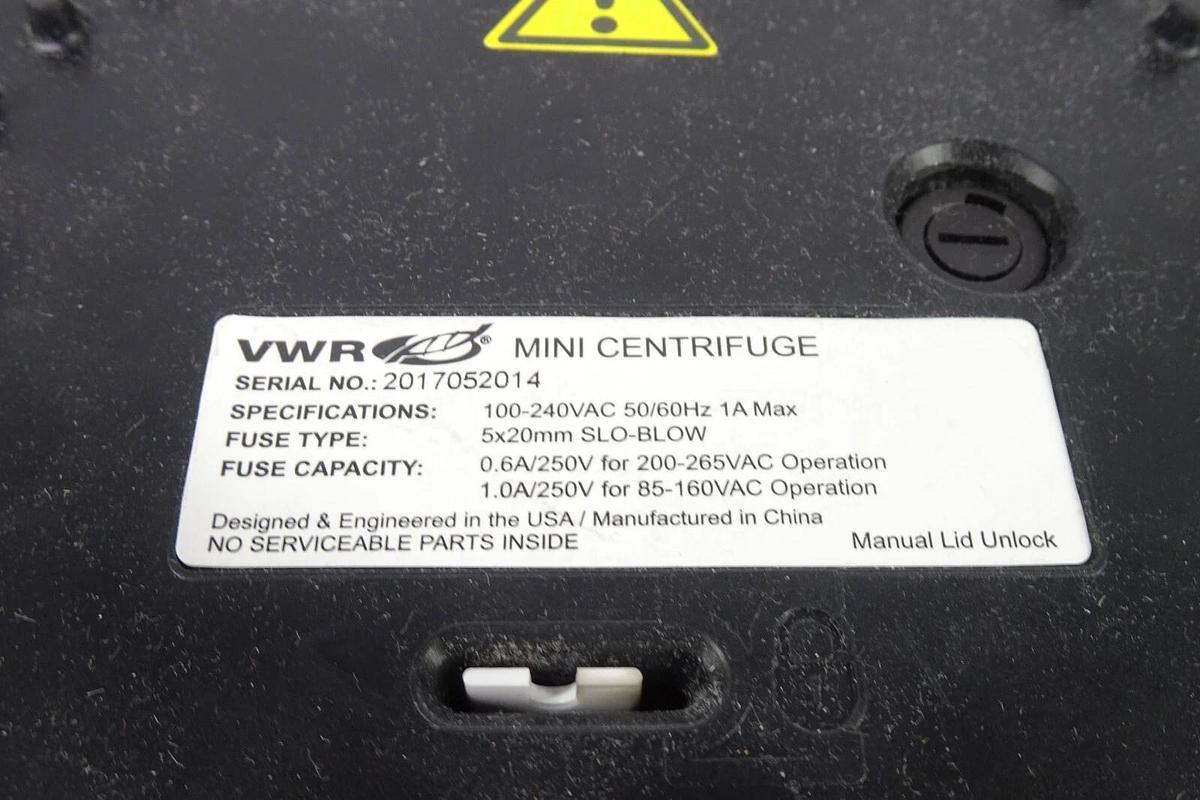 VWR® MINI CENTRIFUGE
SERIAL NO.: 2017052014
SPECIFICATIONS: 100-240VAC 50/60Hz 1A Max
FUSE TYPE: 5x20mm SLO-BLOW
FUSE CAPACITY: 0.6A/250V for 200-265VAC Operation
1.0A/250V for 85-160VAC Operation
Designed & Engineered in the USA / Manufactured in China
NO SERVICEABLE PARTS INSIDE Manual Lid Unlock